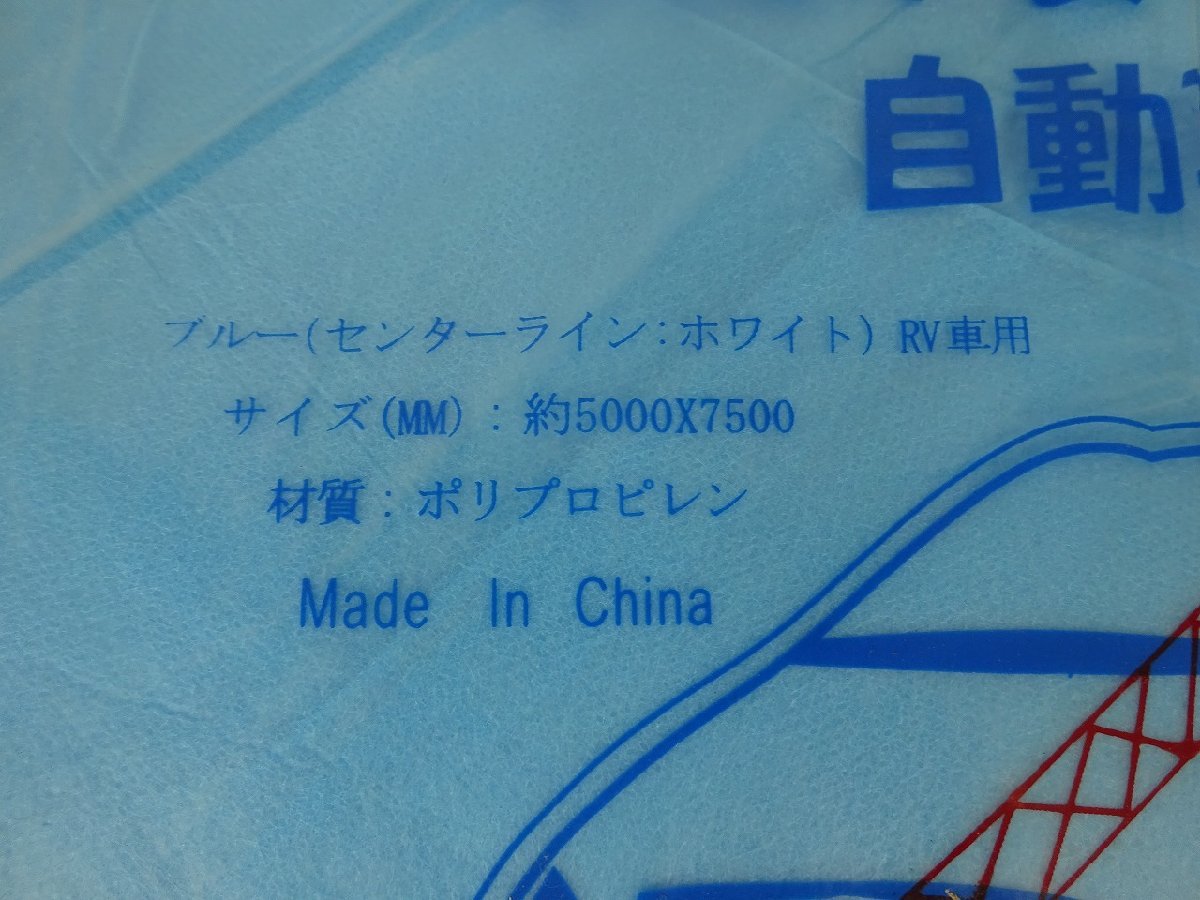 自動
ブルー(センターライン:ホワイト) RV車用
サイズ(MM):約5000X7500
材質:ポリプロピレン
Made In China